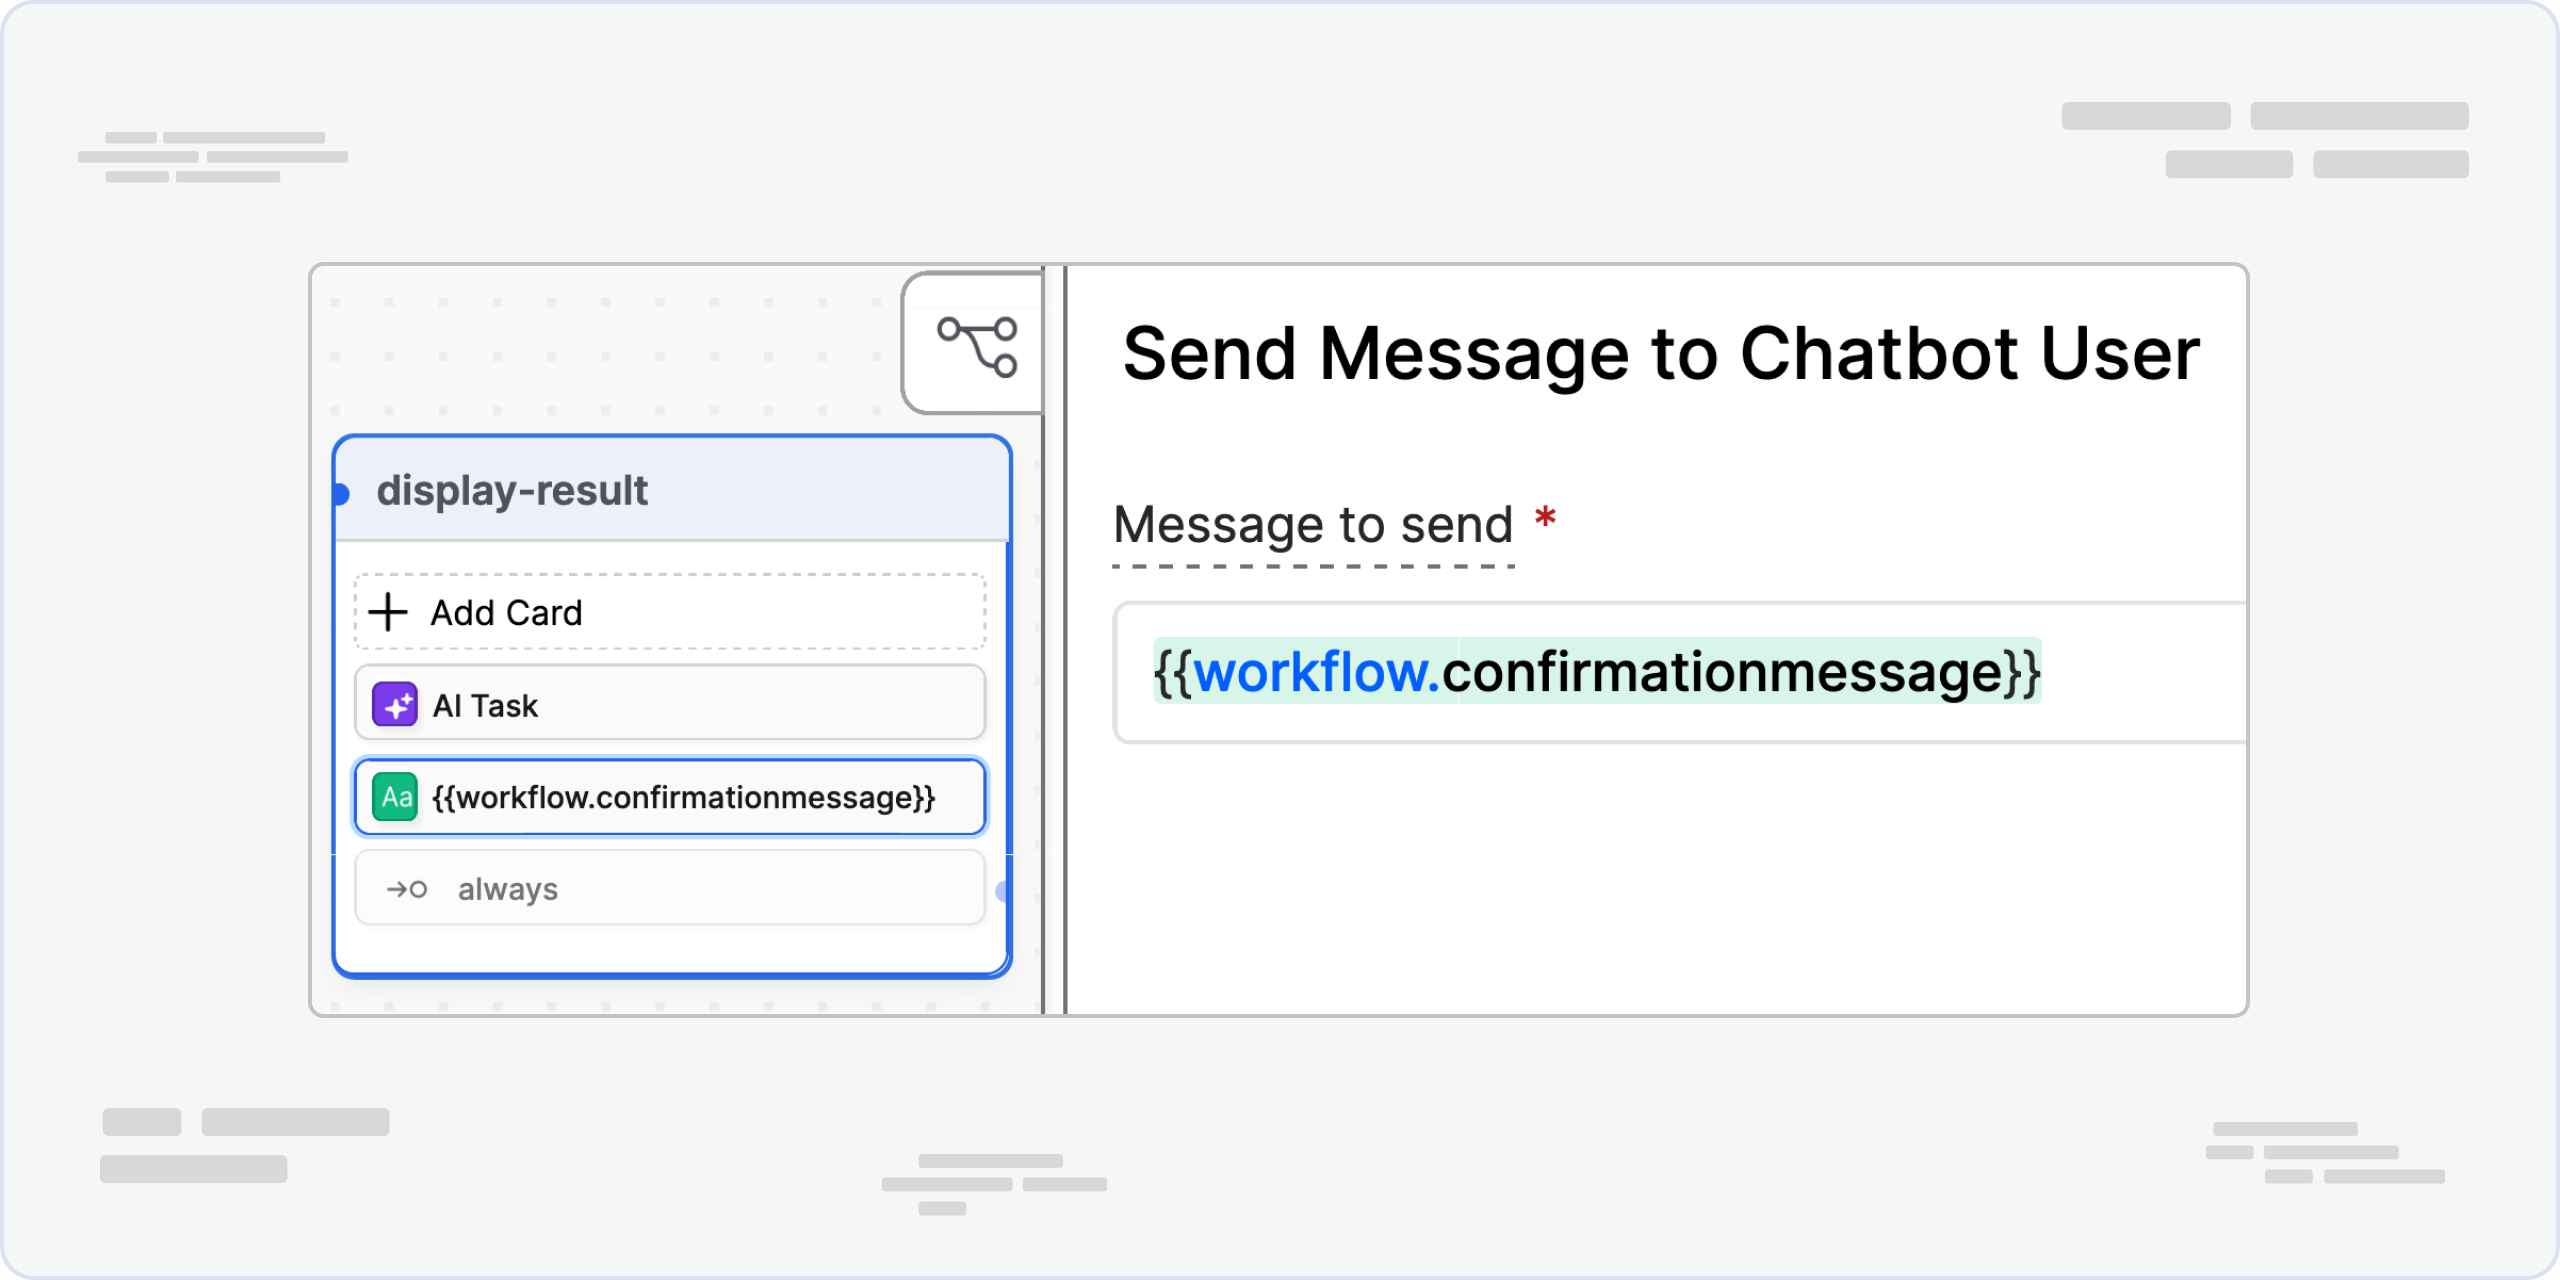 display-result
Add Card
AI Task
Aa {{workflow.confirmationmessage}}
always
Send Message to Chatbot User
Message to send *
{{workflow.confirmationmessage}}